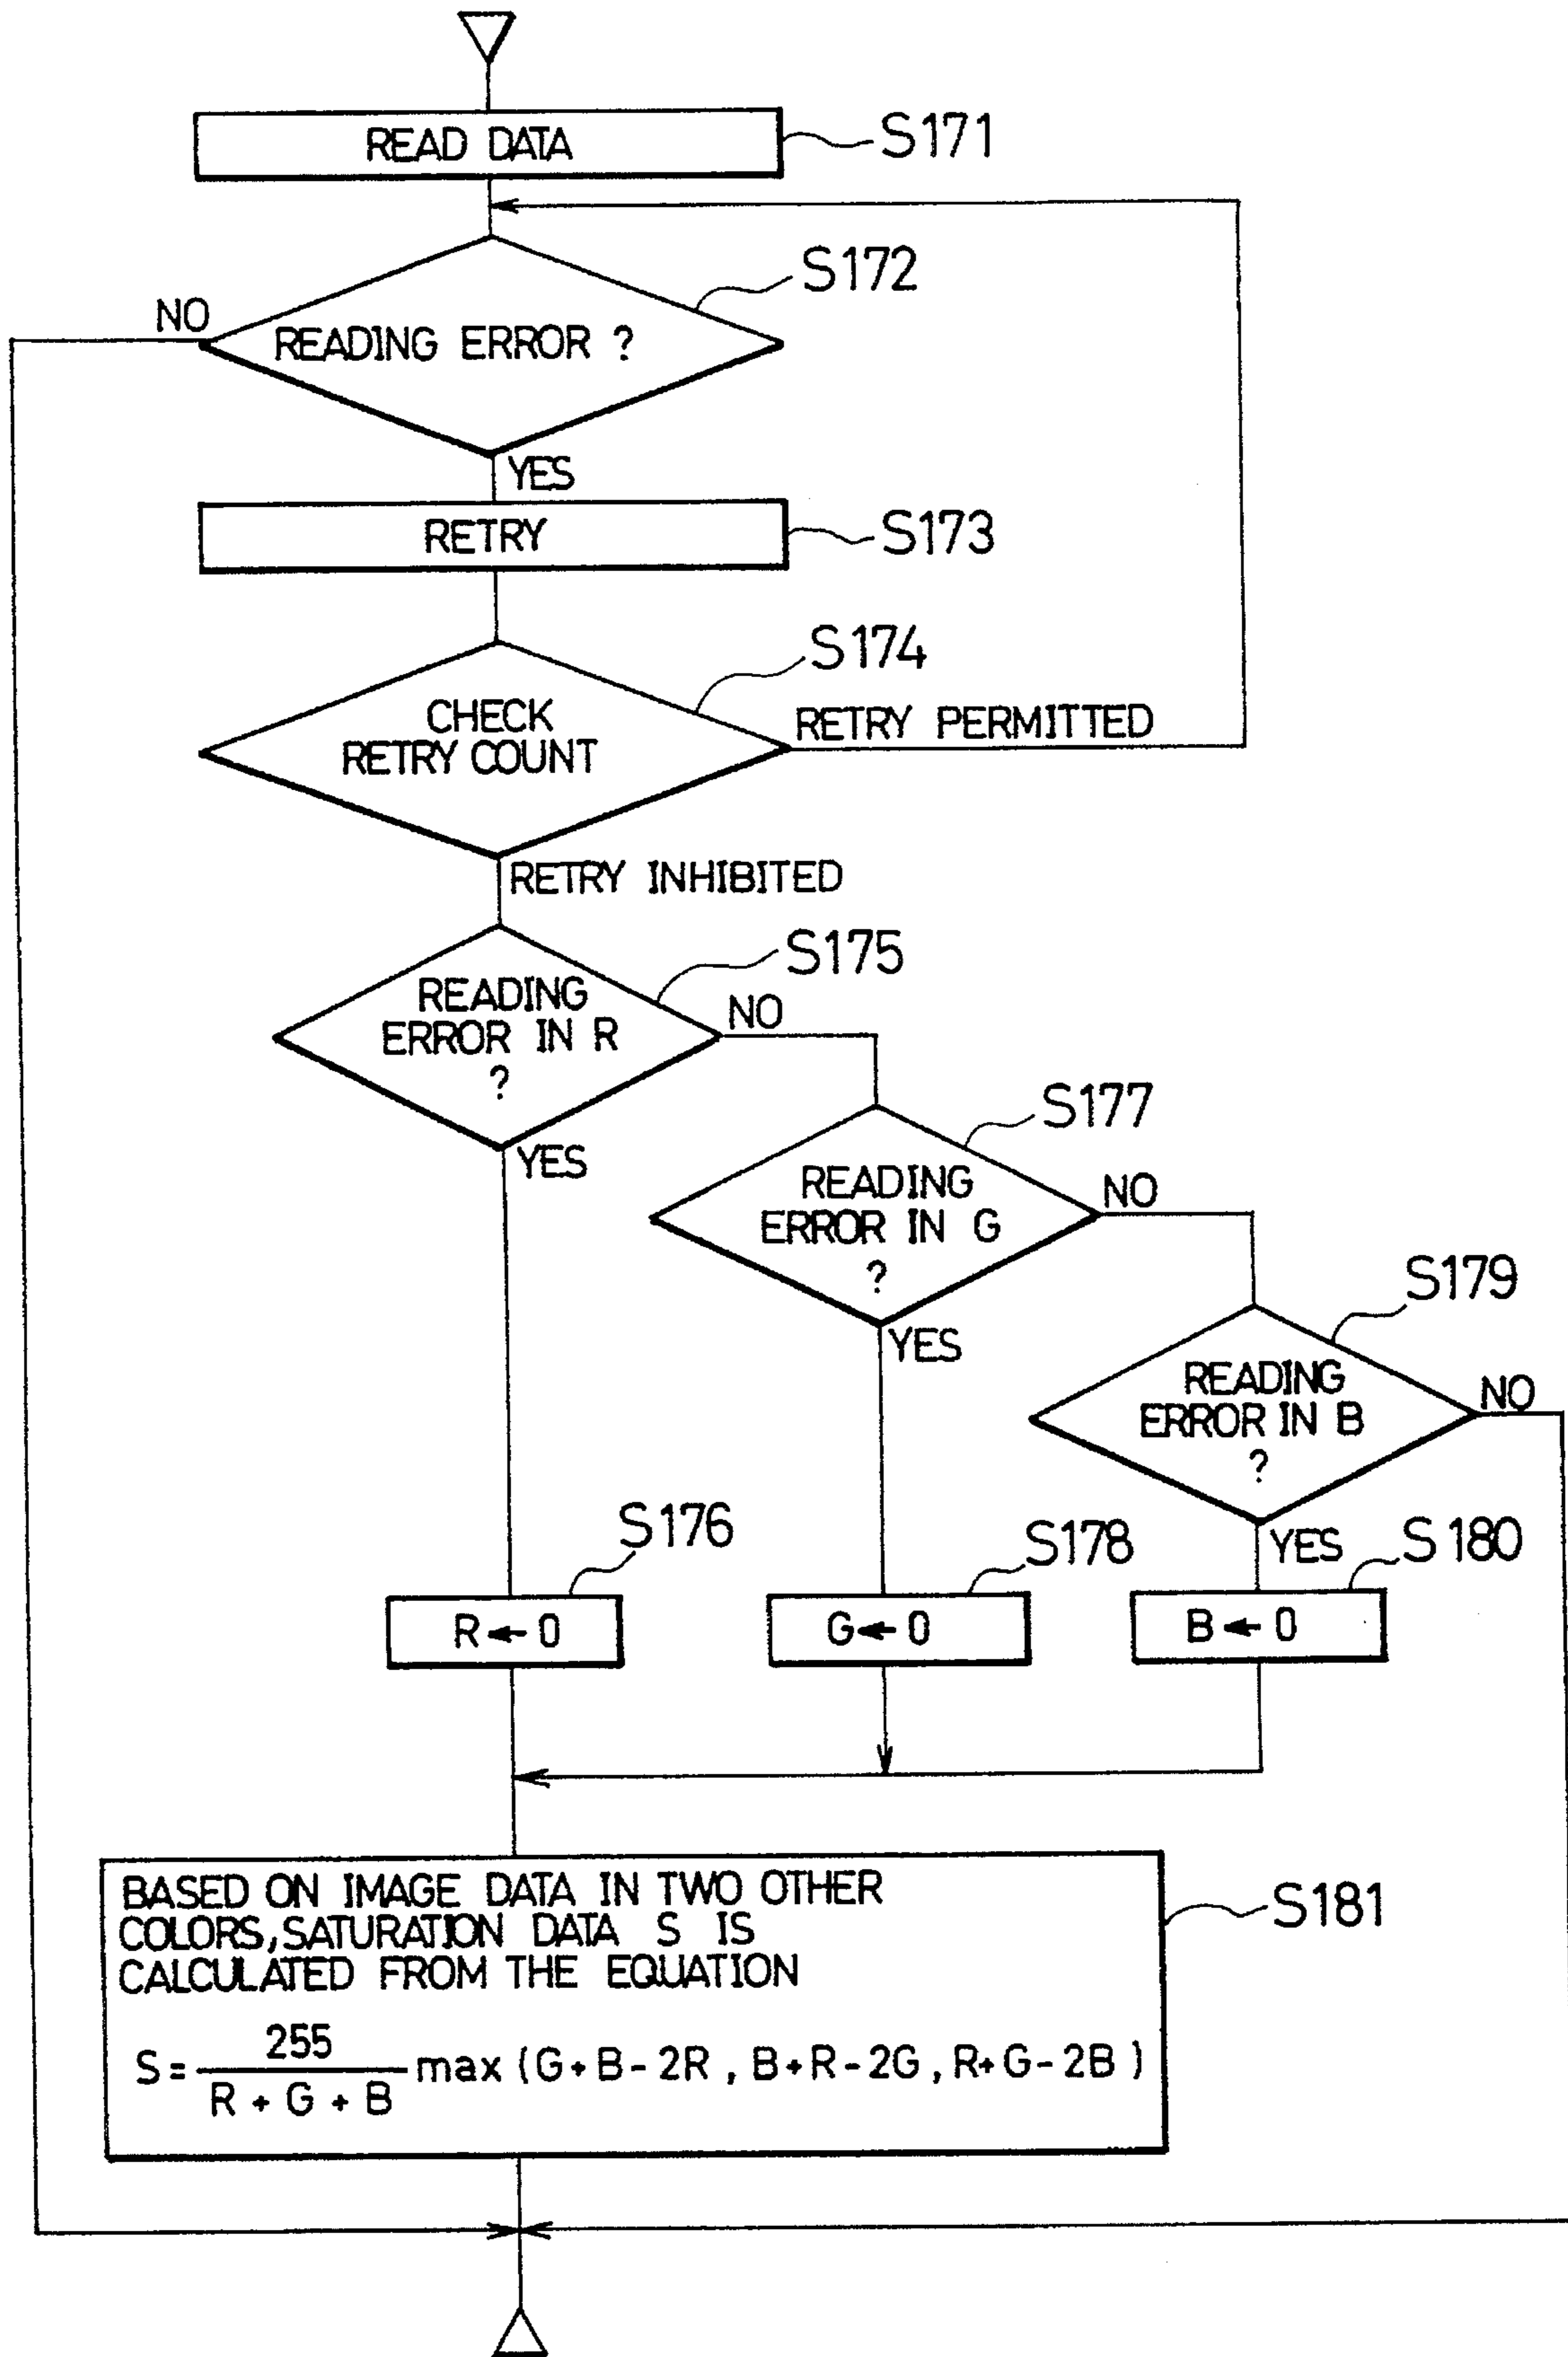 READ DATA
S171
S172
NO
READING ERROR ?
YES
RETRY
S173
S174
CHECK
RETRY COUNT
RETRY PERMITTED
RETRY INHIBITED
S175
READING
ERROR IN R
?
NO
YES
S177
READING
ERROR IN G
?
NO
YES
S179
READING
ERROR IN B
?
NO
YES
S176
R←0
S178
G←0
S180
B←0
BASED ON IMAGE DATA IN TWO OTHER
COLORS, SATURATION DATA S IS
CALCULATED FROM THE EQUATION
S = 255 / R + G + B max (G+B-2R, B+R-2G, R+G-2B)
S181